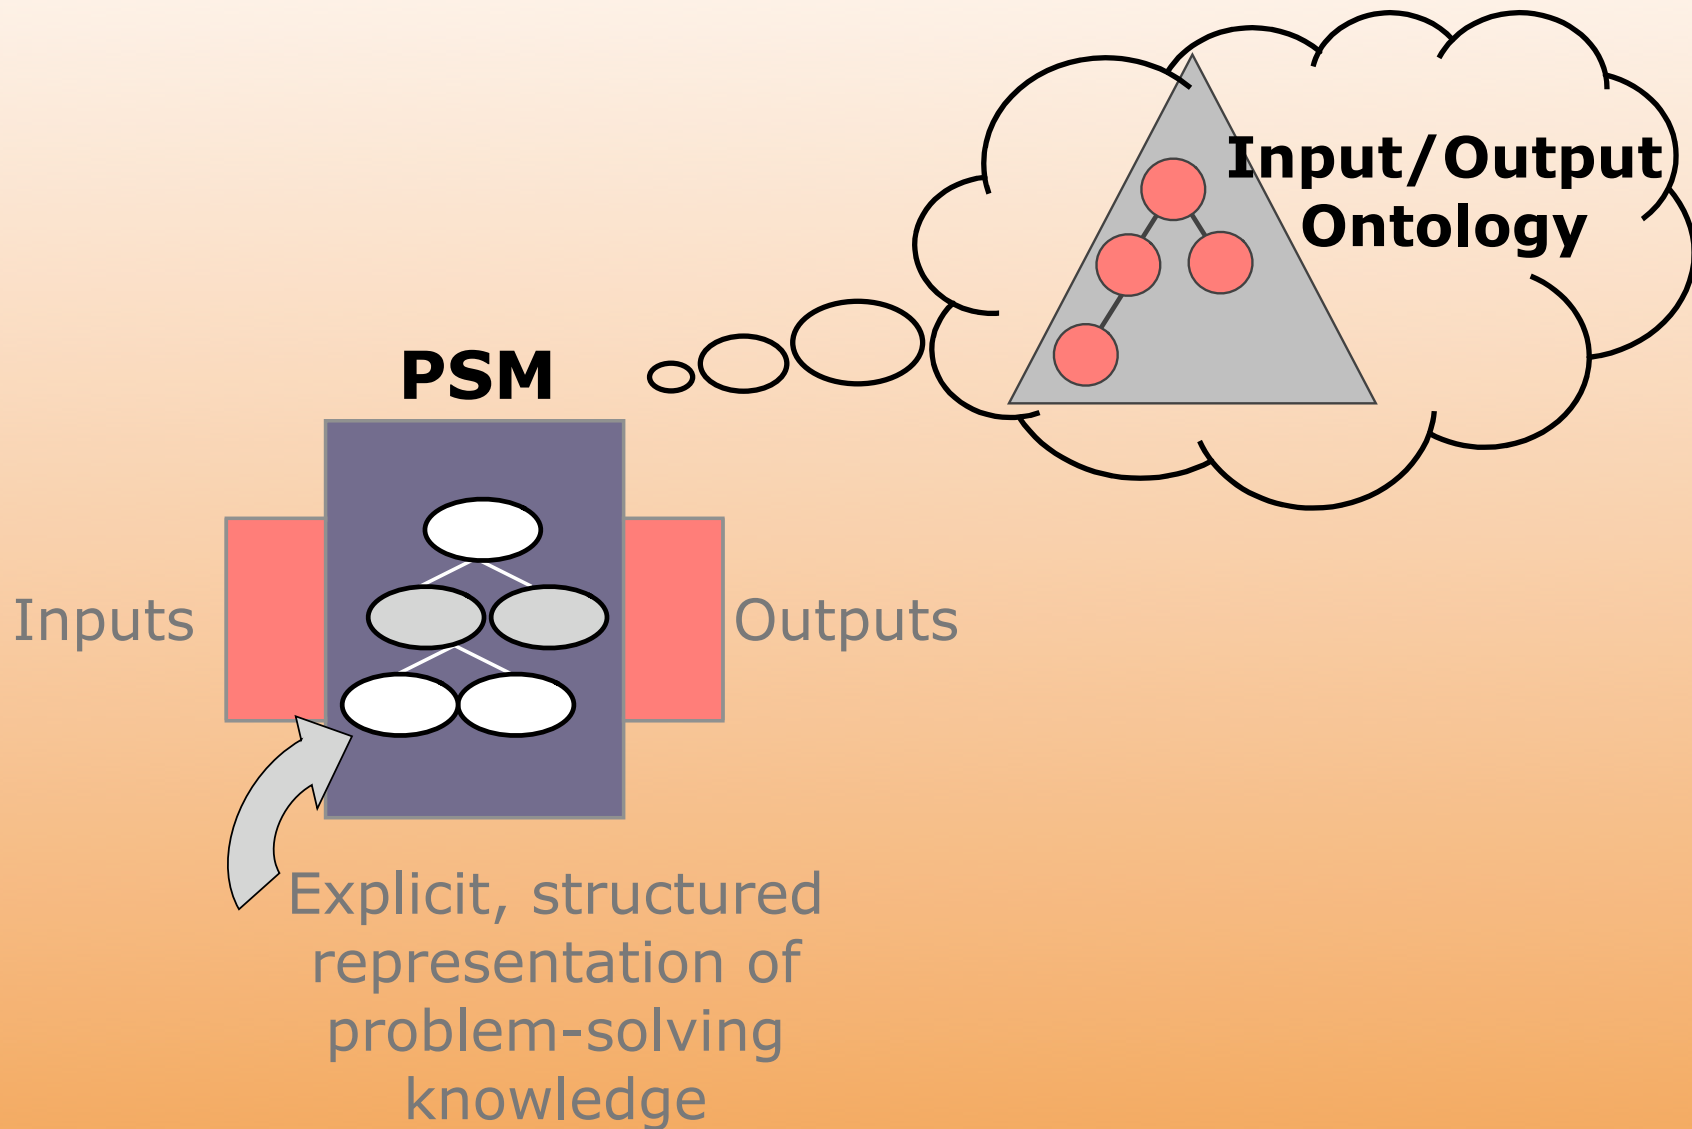 Input/Output
Ontology
PSM
Inputs
Outputs
Explicit, structured
representation of
problem-solving
knowledge